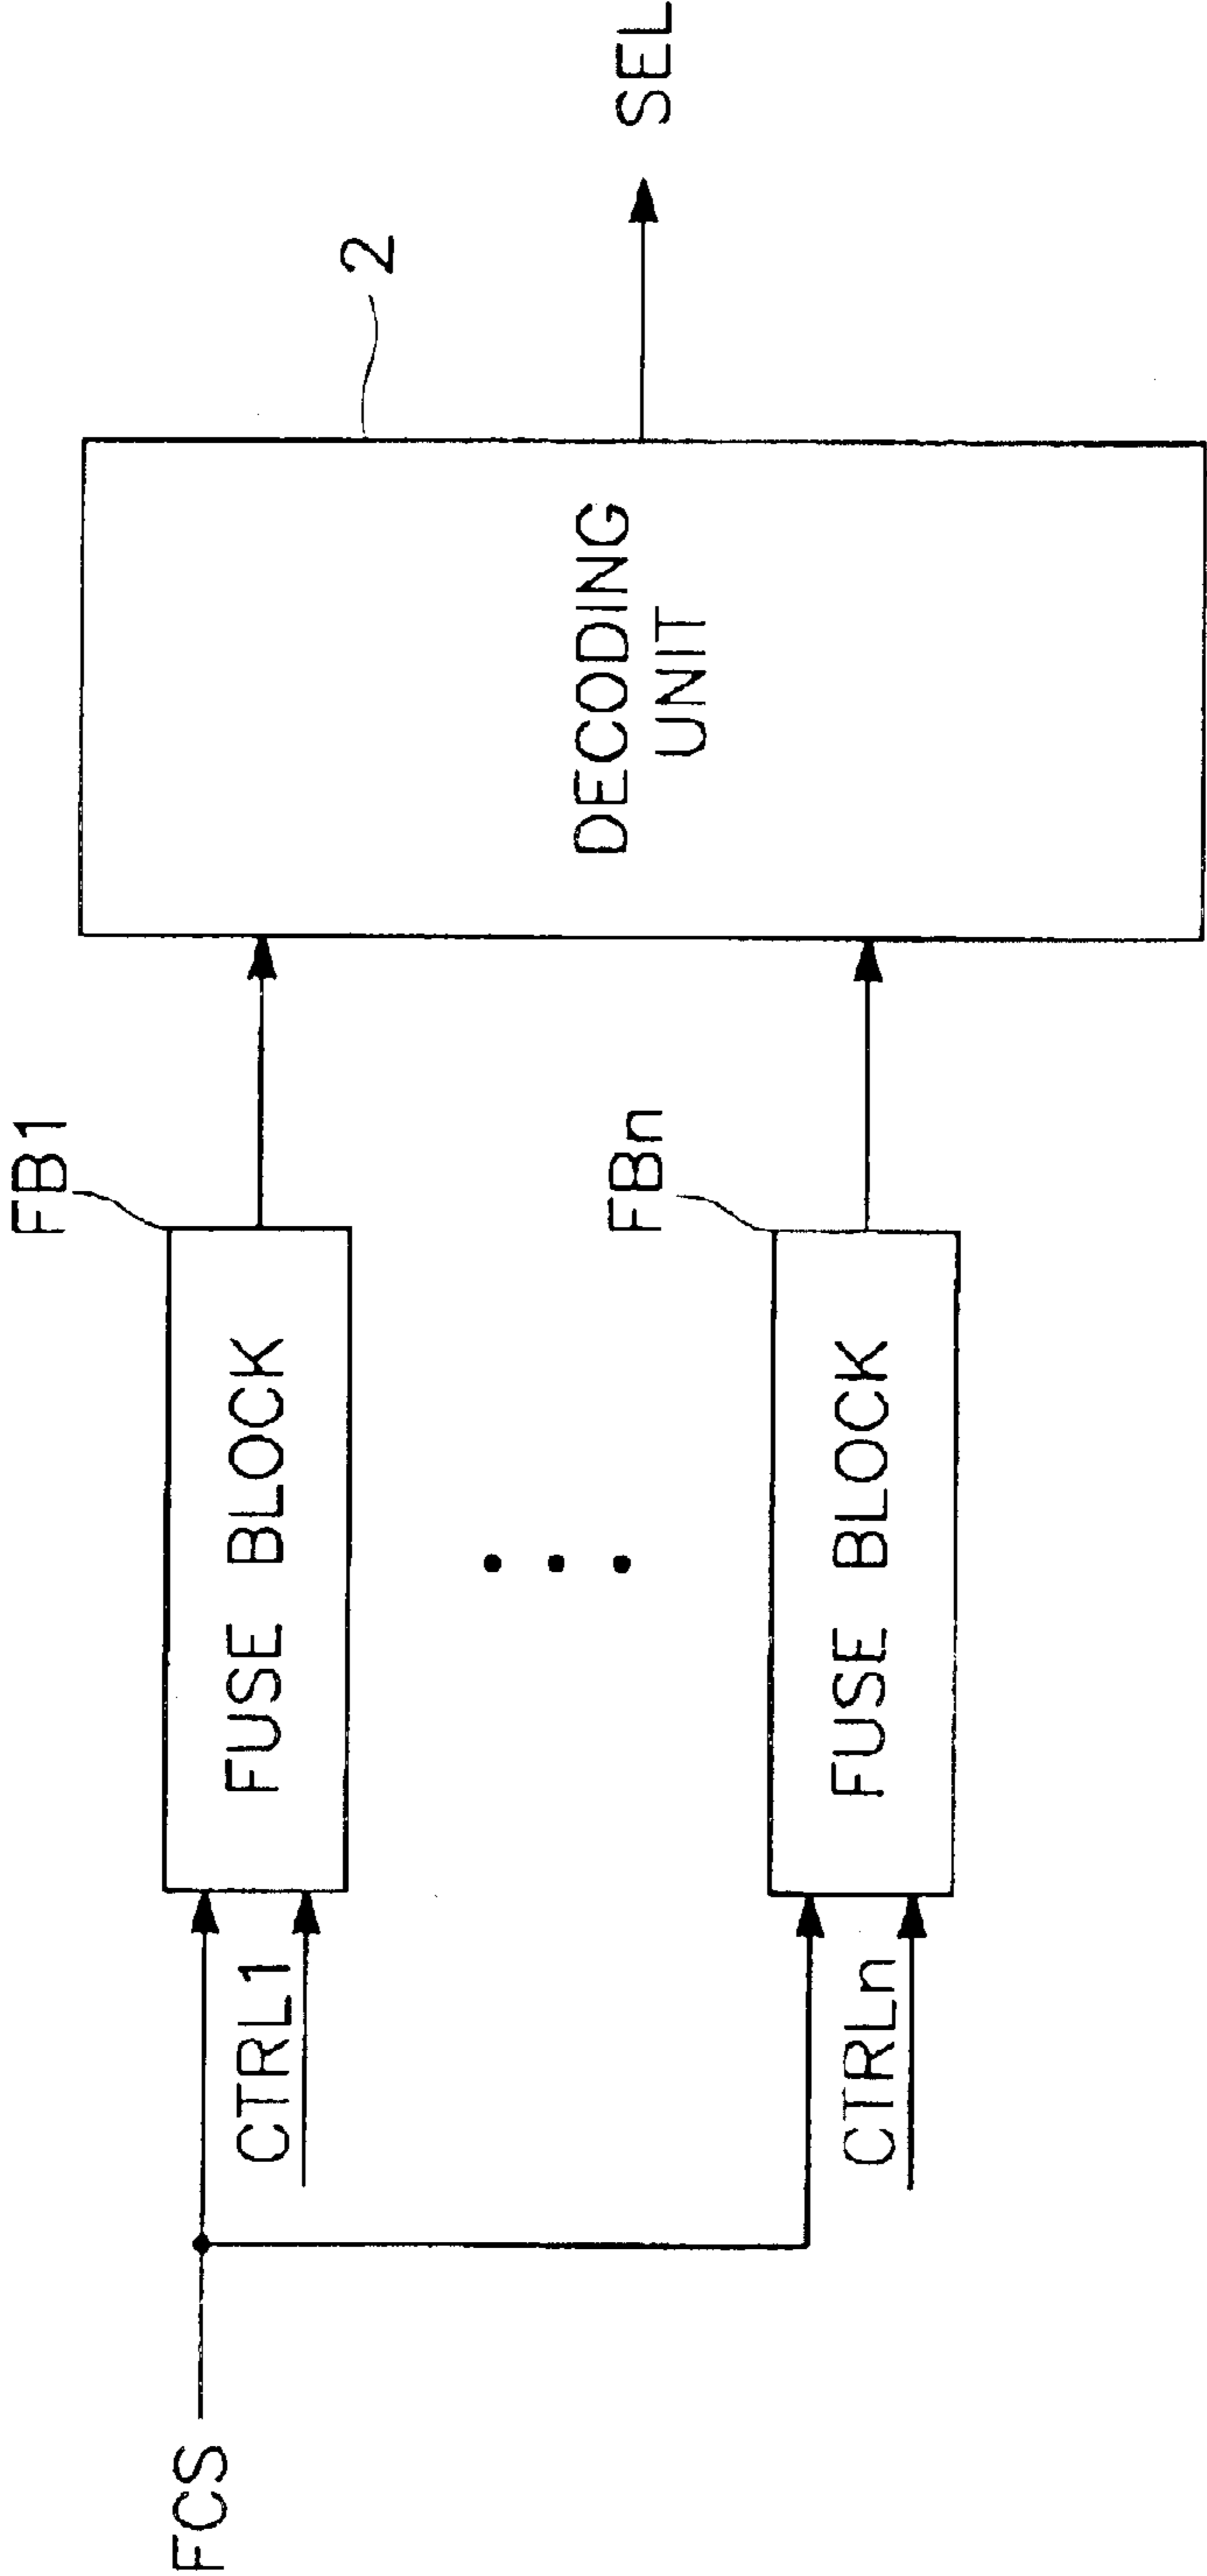 FCS
CTRL1
FUSE BLOCK
FB1
CTRLn
FUSE BLOCK
FBn
DECODING
UNIT
2
SEL